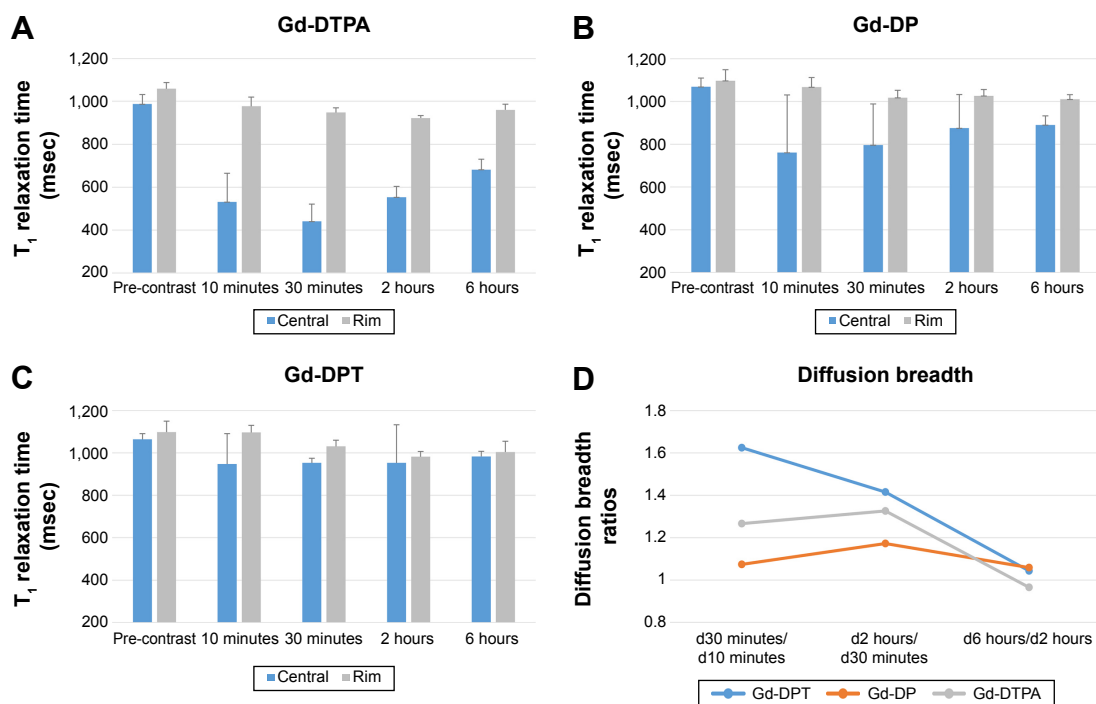 A
Gd-DTPA
T1 relaxation time
(msec)
1,200
1,000
800
600
400
200
Pre-contrast 10 minutes 30 minutes 2 hours 6 hours
Central Rim
B
Gd-DP
T1 relaxation time
(msec)
1,200
1,000
800
600
400
200
Pre-contrast 10 minutes 30 minutes 2 hours 6 hours
Central Rim
C
Gd-DPT
T1 relaxation time
(msec)
1,200
1,000
800
600
400
200
Pre-contrast 10 minutes 30 minutes 2 hours 6 hours
Central Rim
D
Diffusion breadth
Diffusion breadth
ratios
1.8
1.6
1.4
1.2
1
0.8
d30 minutes/ d2 hours/ d6 hours/d2 hours
d10 minutes d30 minutes
Gd-DPT Gd-DP Gd-DTPA